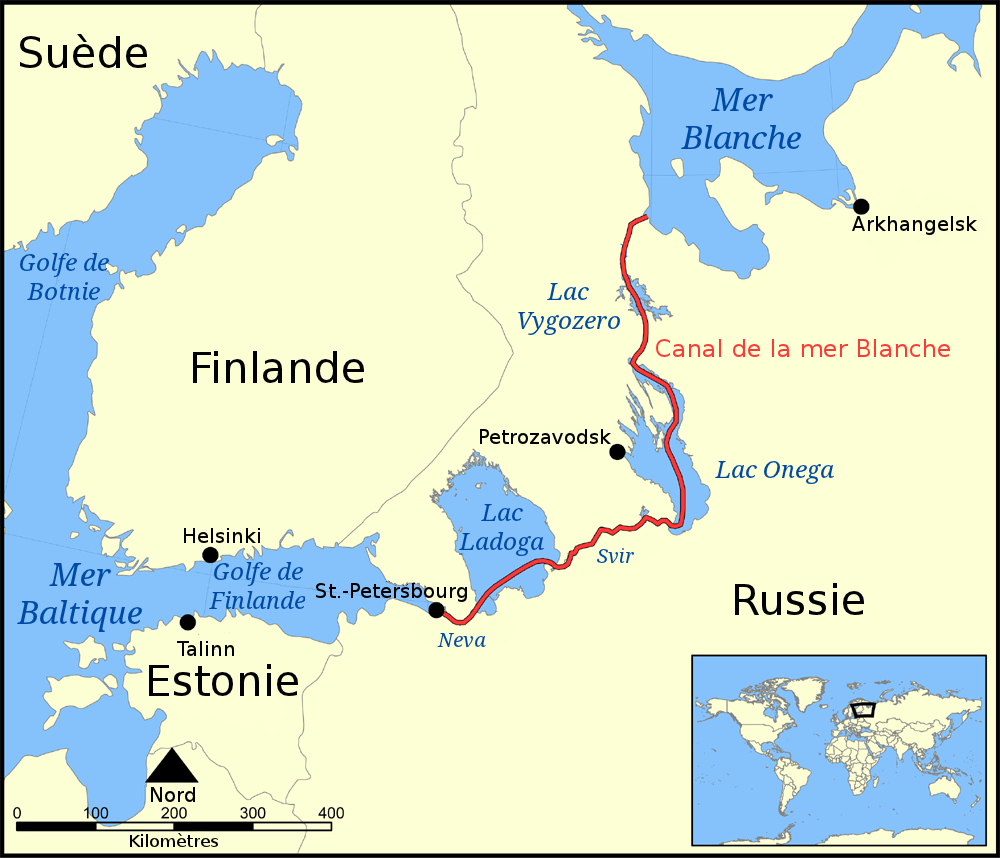 Suède
Mer
Blanche
Arkhangelsk
Golfe de
Botnie
Lac
Vygozero
Canal de la mer Blanche
Finlande
Petrozavodsk
Lac Onega
Lac
Ladoga
Helsinki
Svir
Mer
Baltique
Golfe de
Finlande
St.-Petersbourg
Russie
Talinn
Neva
Estonie
Nord
0 100 200 300 400
Kilomètres